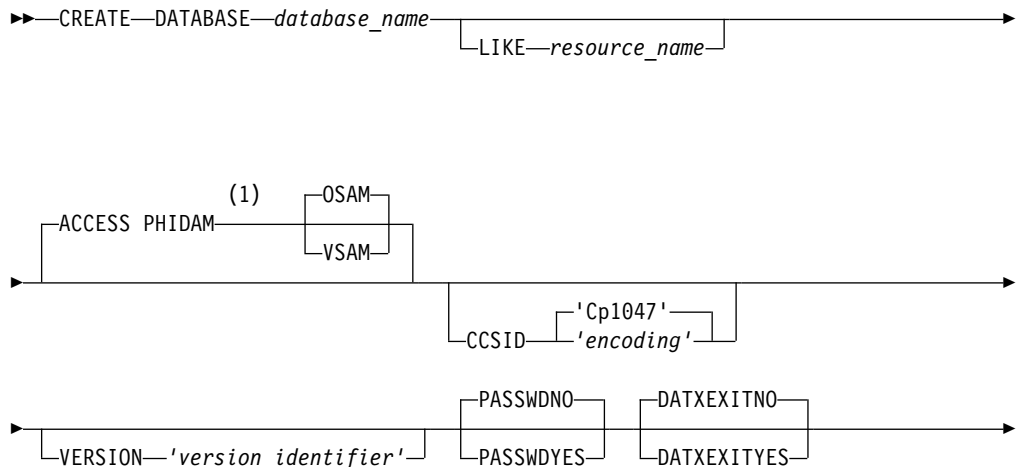 CREATE DATABASE database_name
LIKE resource_name
(1) OSAM
ACCESS PHIDAM
VSAM
'Cp1047'
CCSID 'encoding'
PASSWDNO DATXEXITNO
VERSION 'version identifier' PASSWDYES DATXEXITYES